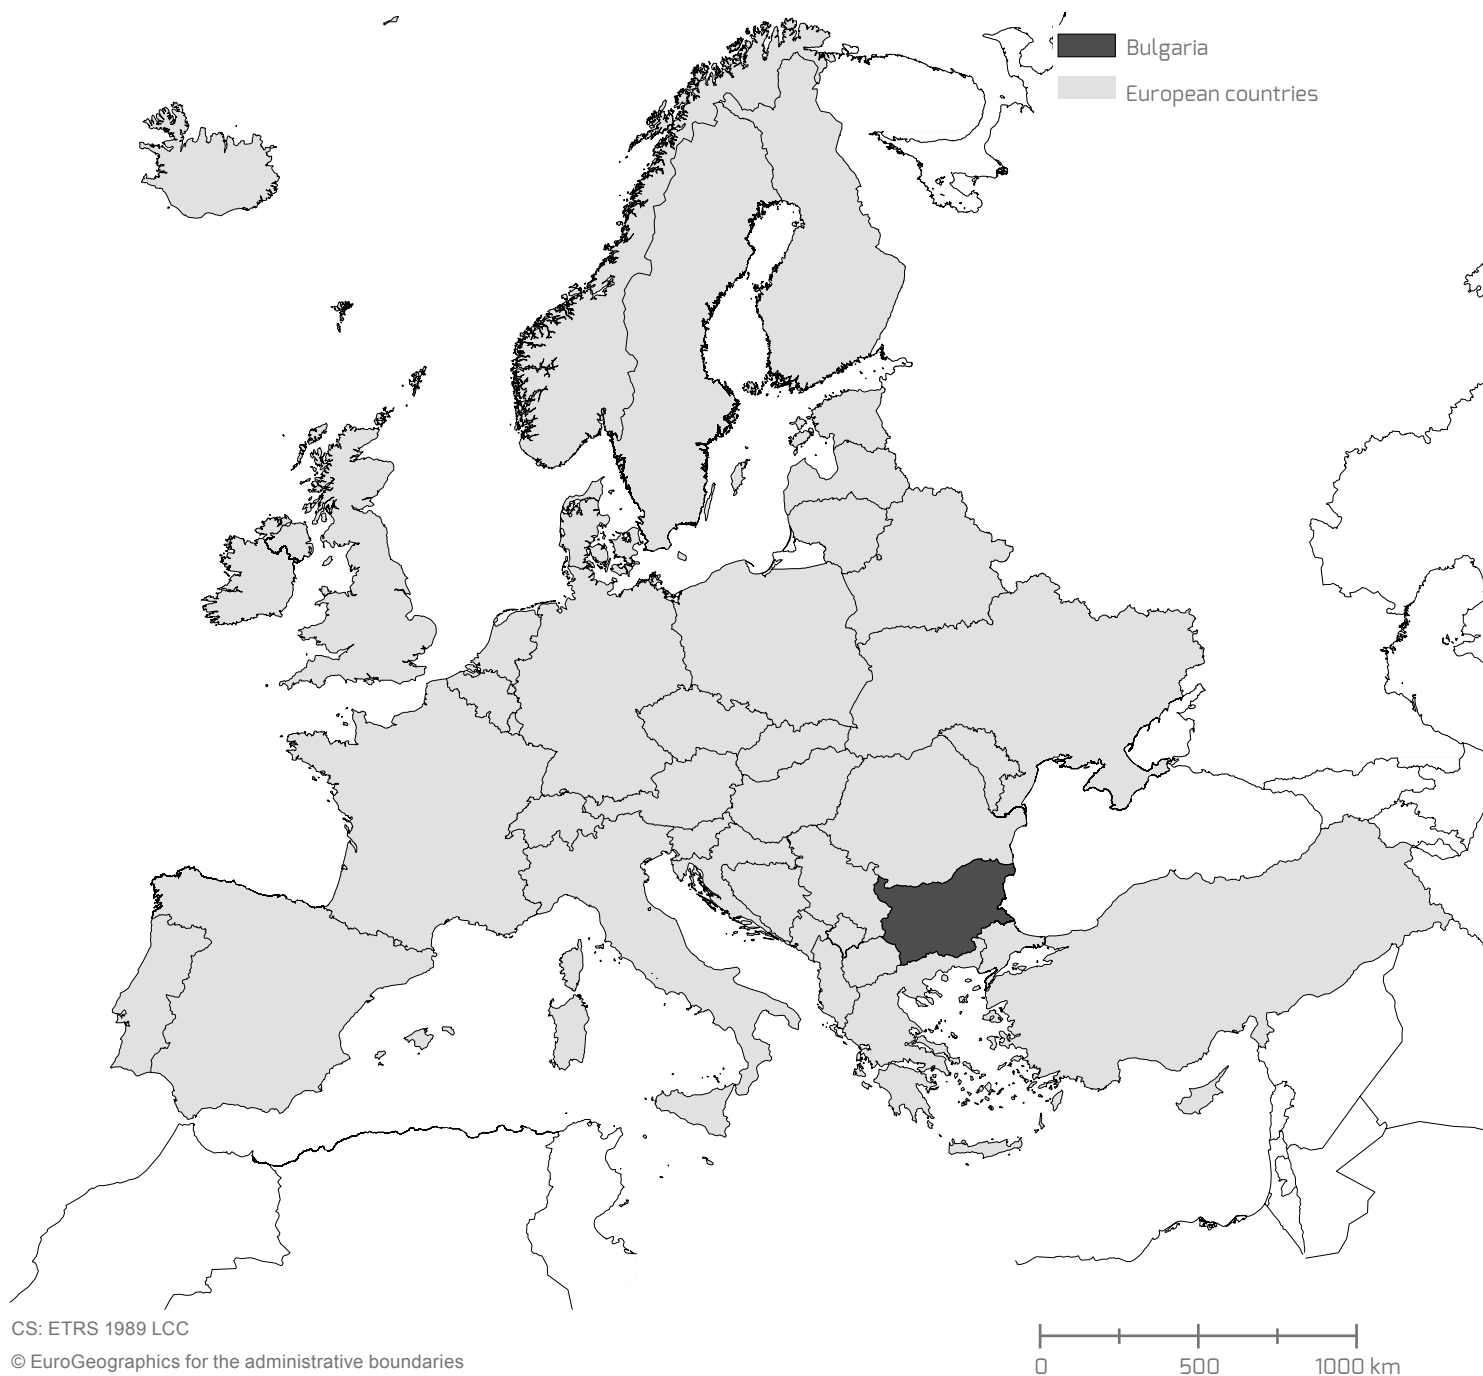 Bulgaria
European countries
CS: ETRS 1989 LCC
© EuroGeographics for the administrative boundaries
0 500 1000 km